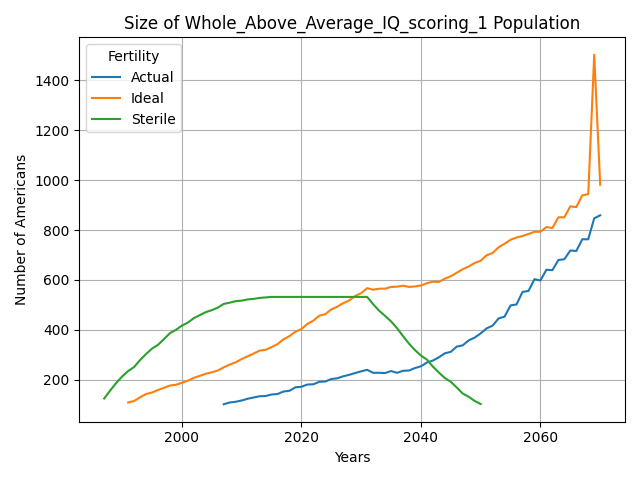 Size of Whole_Above_Average_IQ_scoring_1 Population
Fertility
Actual
Ideal
Sterile
Number of Americans
1400
1200
1000
800
600
400
200
2000
2020
2040
2060
Years